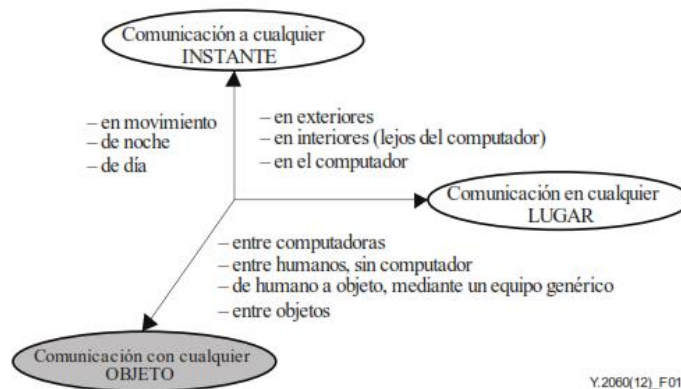 Comunicación a cualquier
INSTANTE
– en movimiento
– de noche
– de día
– en exteriores
– en interiores (lejos del computador)
– en el computador
Comunicación en cualquier
LUGAR
– entre computadoras
– entre humanos, sin computador
– de humano a objeto, mediante un equipo genérico
– entre objetos
Comunicación con cualquier
OBJETO
Y.2060(12)_F01